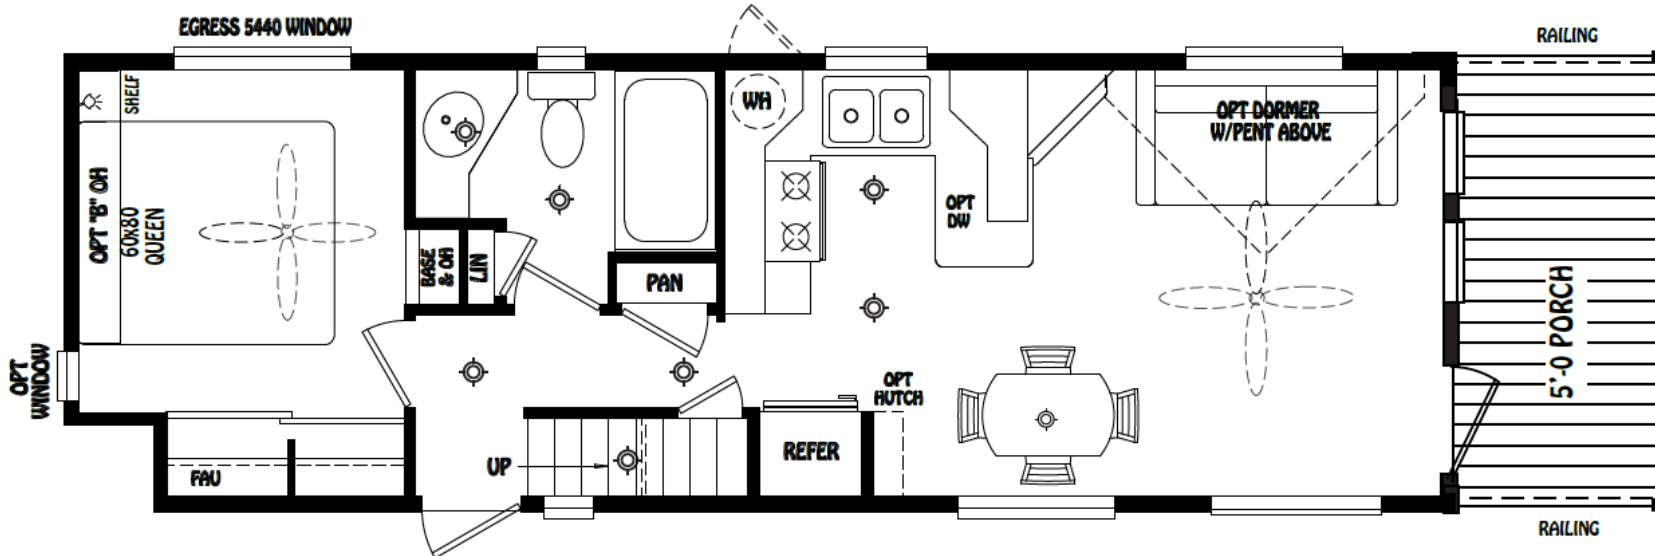 EGRESS 5440 WINDOW
RAILING
SHELF
WH
OPT DORMER
W/PENT ABOVE
OPT "B" OH
60x80
QUEEN
OPT
DW
BASE
& OH
LIN
PAN
5'-0 PORCH
OPT
WINDOW
OPT
HUTCH
REFER
UP
FAU
RAILING